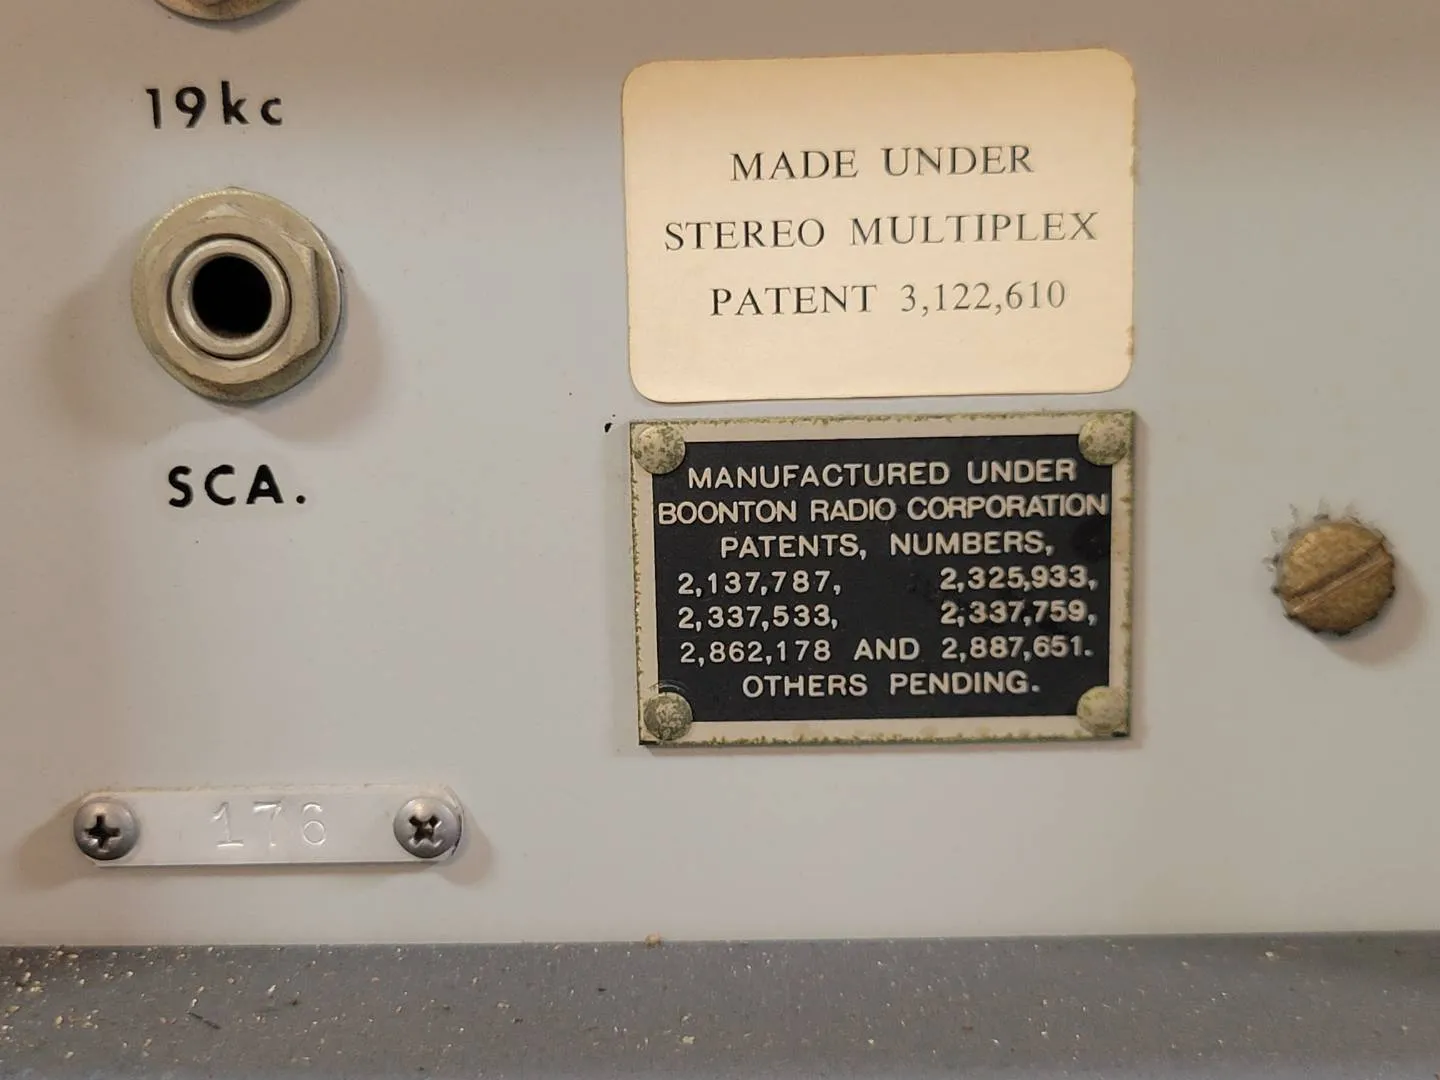 19kc
SCA.
176
MADE UNDER
STEREO MULTIPLEX
PATENT 3,122,610
MANUFACTURED UNDER
BOONTON RADIO CORPORATION
PATENTS, NUMBERS,
2,137,787, 2,325,933,
2,337,533, 2,337,759,
2,862,178 AND 2,887,651.
OTHERS PENDING.